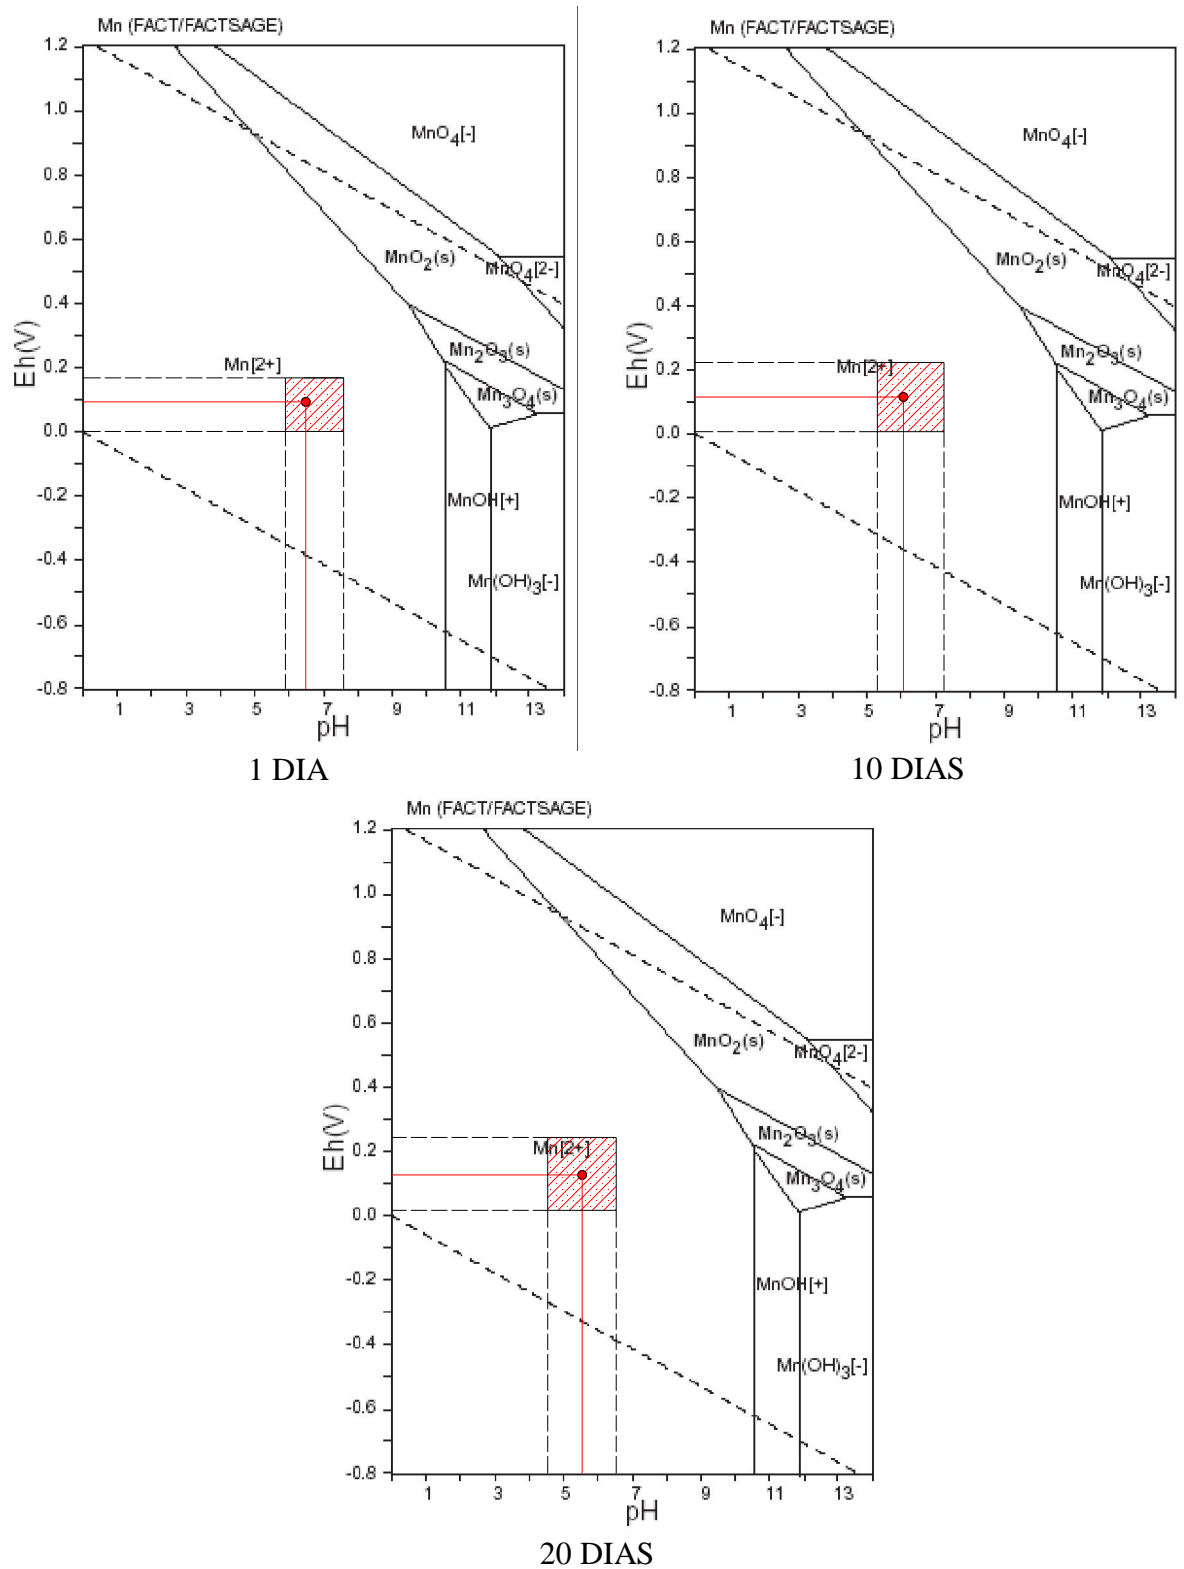 Mn (FACT/FACTSAGE)
1.2
1.0
0.8
0.6
0.4
0.2
0.0
-0.2
-0.4
-0.6
-0.8
Eh(V)
MnO4[-]
MnO2(s)
MnO4[2-]
Mn2O3(s)
Mn[2+]
Mn3O4(s)
MnOH[+]
Mn(OH)3[-]
1 3 5 7 9 11 13
pH
1 DIA
Mn (FACT/FACTSAGE)
1.2
1.0
0.8
0.6
0.4
0.2
0.0
-0.2
-0.4
-0.6
-0.8
Eh(V)
MnO4[-]
MnO2(s)
MnO4[2-]
Mn2O3(s)
Mn[2+]
Mn3O4(s)
MnOH[+]
Mn(OH)3[-]
1 3 5 7 9 11 13
pH
10 DIAS
Mn (FACT/FACTSAGE)
1.2
1.0
0.8
0.6
0.4
0.2
0.0
-0.2
-0.4
-0.6
-0.8
Eh(V)
MnO4[-]
MnO2(s)
MnO4[2-]
Mn2O3(s)
Mn[2+]
Mn3O4(s)
MnOH[+]
Mn(OH)3[-]
1 3 5 7 9 11 13
pH
20 DIAS